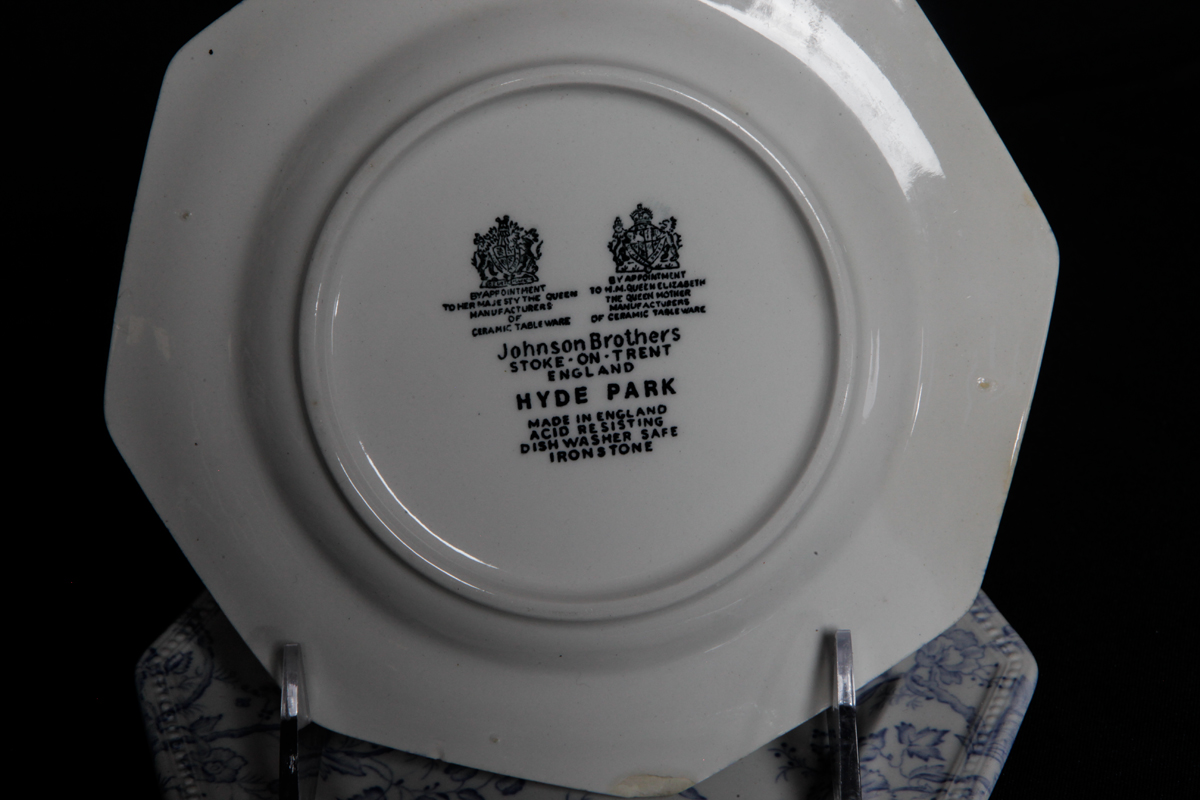 BY APPOINTMENT
TO HER MAJESTY THE QUEEN
MANUFACTURERS
OF
CERAMIC TABLEWARE
BY APPOINTMENT
TO H.M. QUEEN ELIZABETH
THE QUEEN MOTHER
MANUFACTURERS
OF CERAMIC TABLEWARE
Johnson Brothers
STOKE-ON-TRENT
ENGLAND
HYDE PARK
MADE IN ENGLAND
ACID RESISTING
DISH WASHER SAFE
IRONSTONE